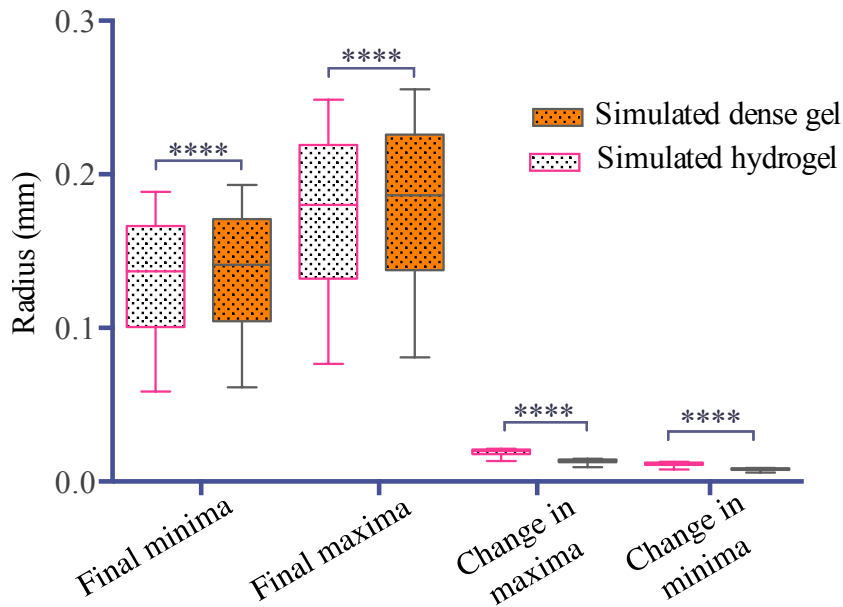 0.3
****
****
Simulated dense gel
Simulated hydrogel
0.2
Radius (mm)
0.1
****
****
0.0
Final minima
Final maxima
Change in
maxima
Change in
minima